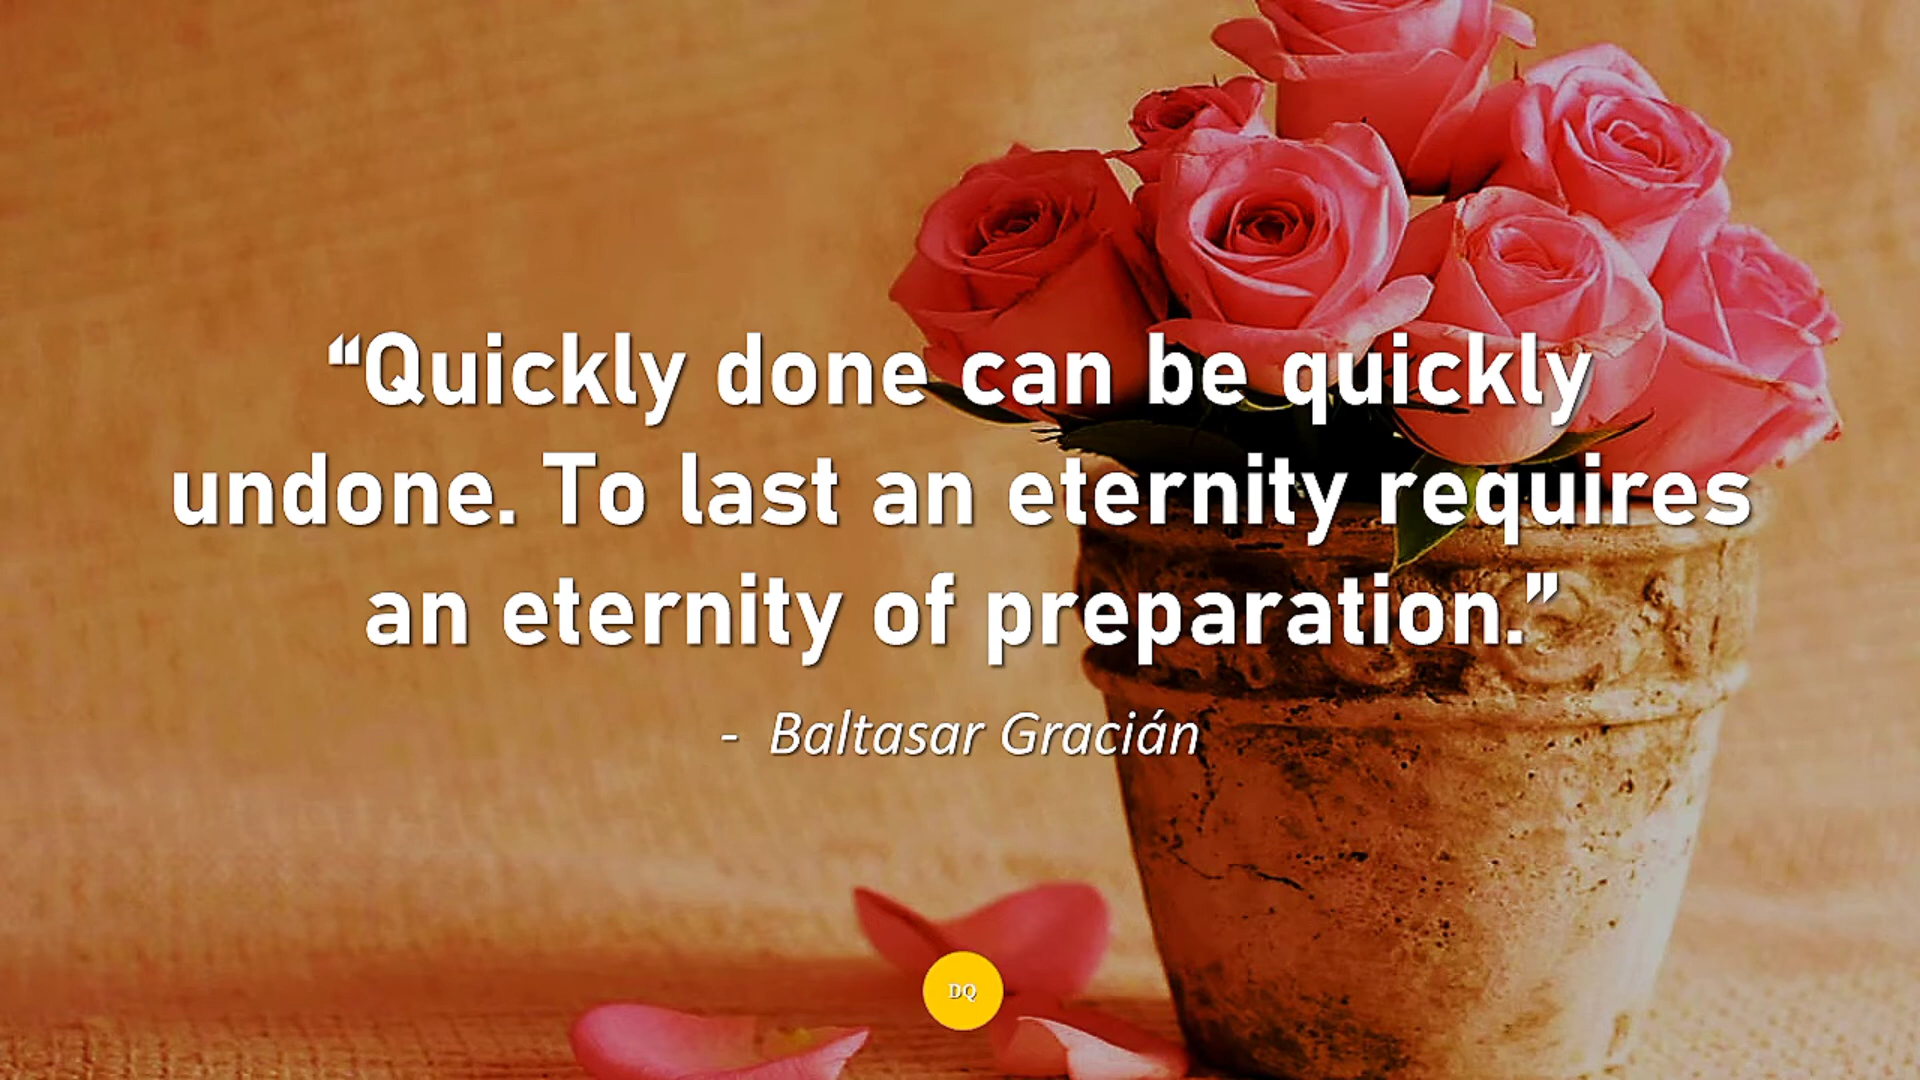 “Quickly done can be quickly
undone. To last an eternity requires
an eternity of preparation.”
- Baltasar Gracián
DQ